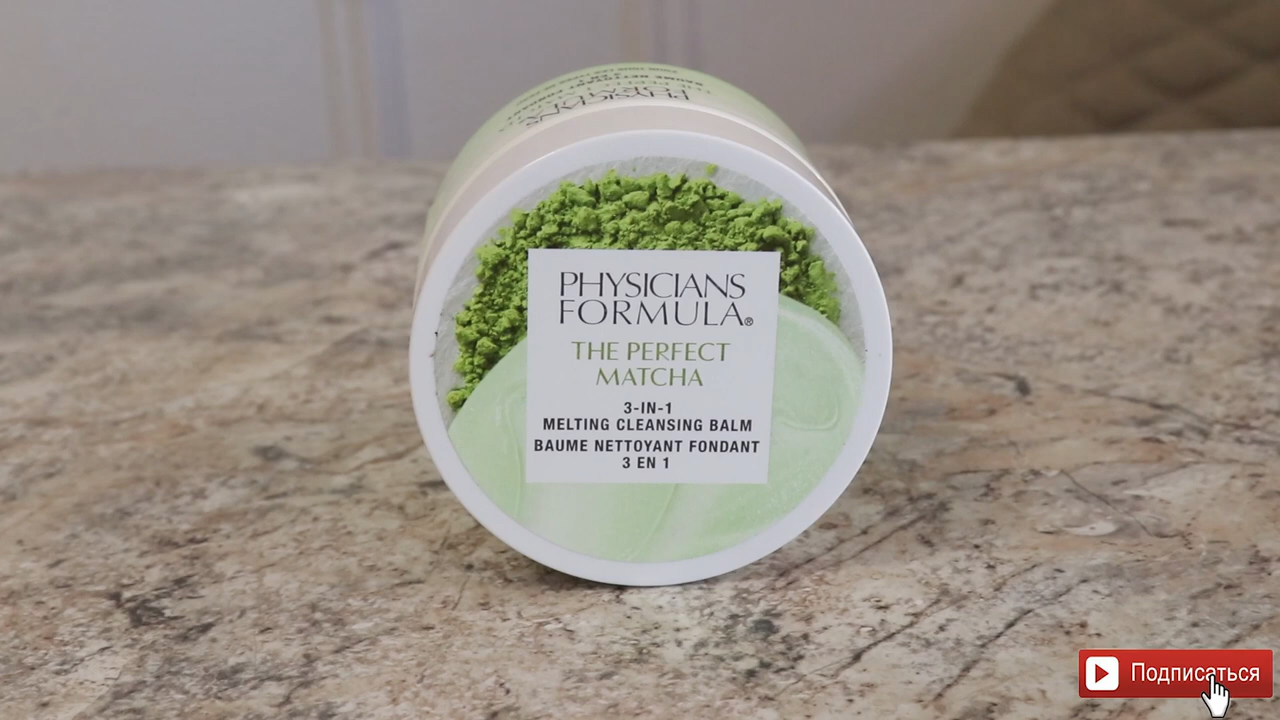 PHYSICIANS
FORMULA®
THE PERFECT
MATCHA
3-IN-1
MELTING CLEANSING BALM
BAUME NETTOYANT FONDANT
3 EN 1
Подписаться